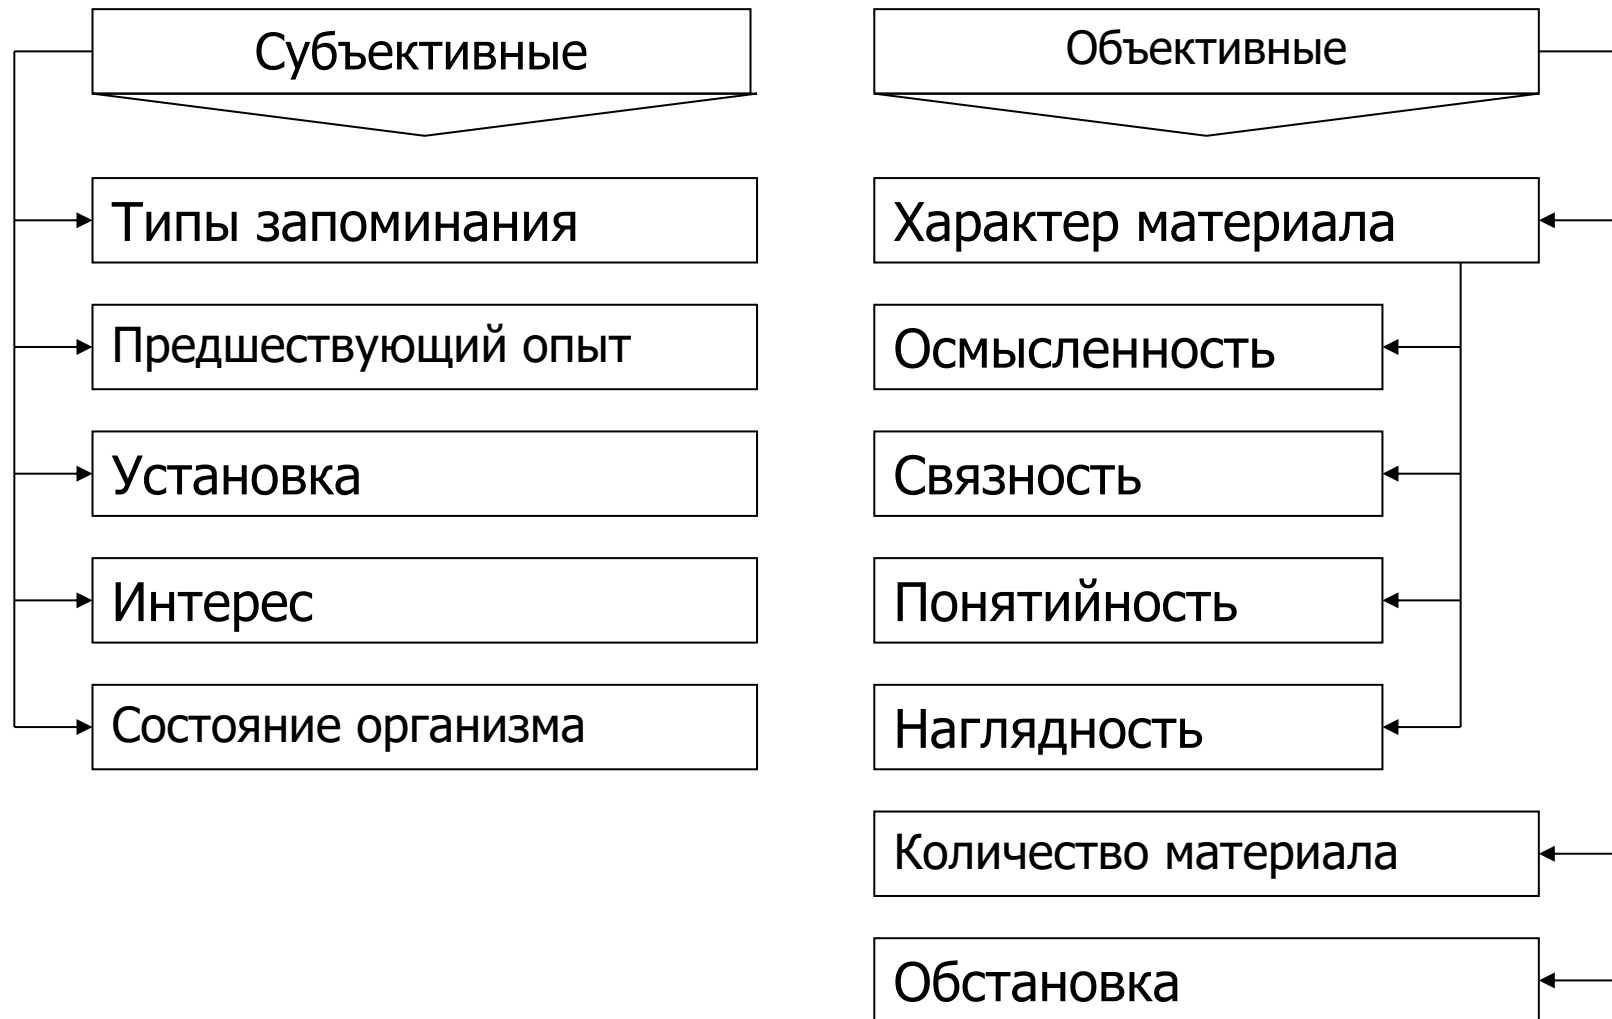 Субъективные
Типы запоминания
Предшествующий опыт
Установка
Интерес
Состояние организма
Объективные
Характер материала
Осмысленность
Связность
Понятийность
Наглядность
Количество материала
Обстановка